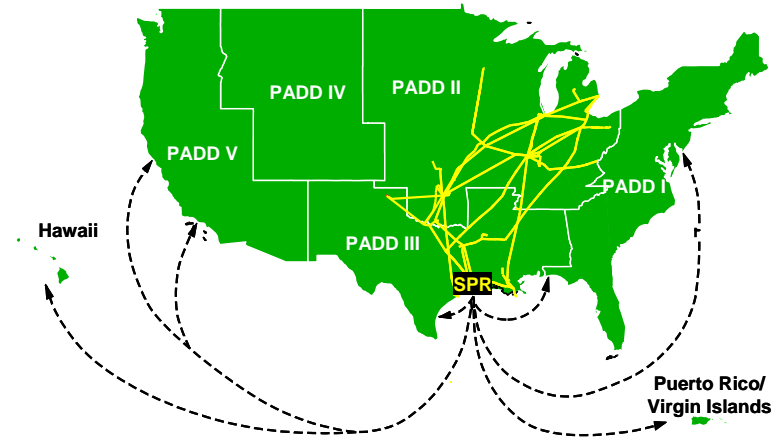 PADD IV
PADD II
PADD V
PADD I
Hawaii
PADD III
SPR
Puerto Rico/
Virgin Islands